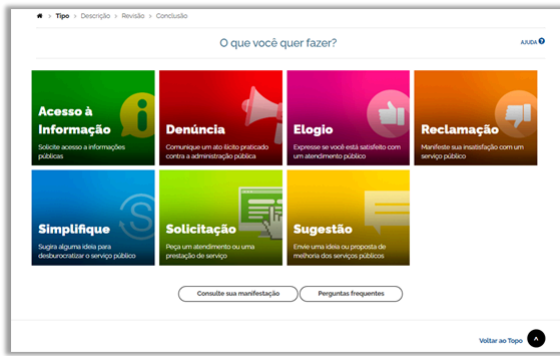 Tipo > Descrição > Revisão > Conclusão
O que você quer fazer?
AJUDA
Acesso à
Informação
Solicite acesso a informações
públicas
Denúncia
Comunique um ato ilícito praticado
contra a administração pública
Elogio
Expresse se você está satisfeito com
um atendimento público
Reclamação
Manifeste sua insatisfação com um
serviço público
Simplifique
Sugira alguma ideia para
desburocratizar o serviço público
Solicitação
Peça um atendimento ou uma
prestação de serviço
Sugestão
Envie uma ideia ou proposta de
melhoria dos serviços públicos
Consulte sua manifestação
Perguntas frequentes
Voltar ao Topo